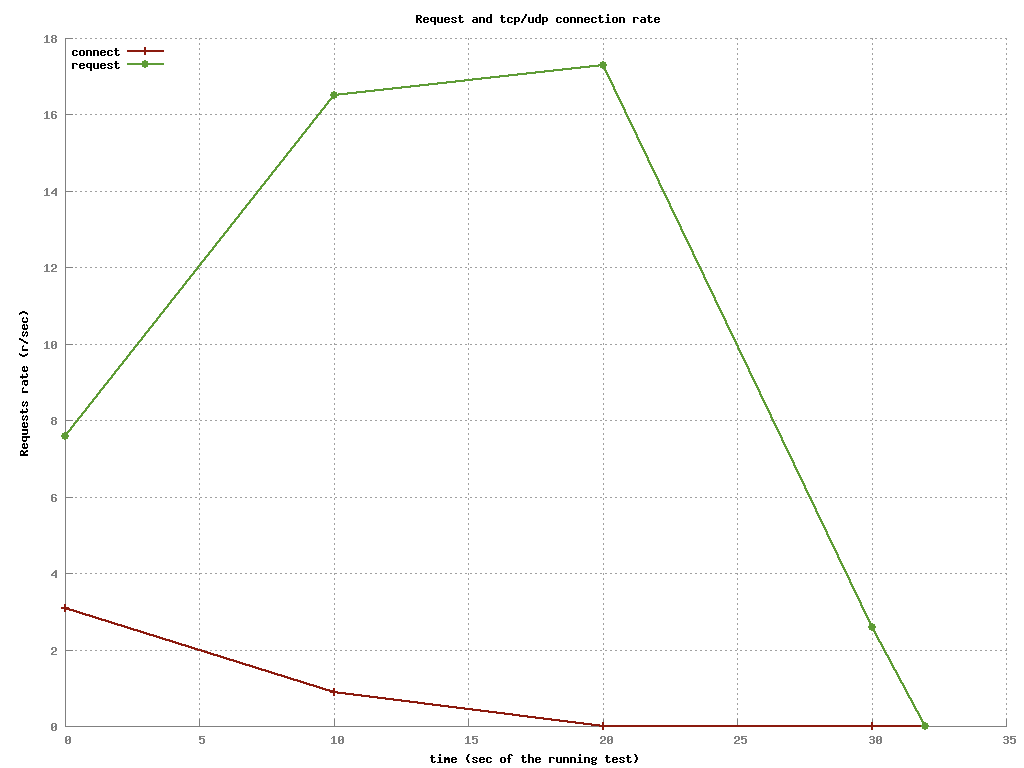 Request and tcp/udp connection rate
connect
request
18
16
14
12
10
8
6
4
2
0
Requests rate (r/sec)
0 5 10 15 20 25 30 35
time (sec of the running test)